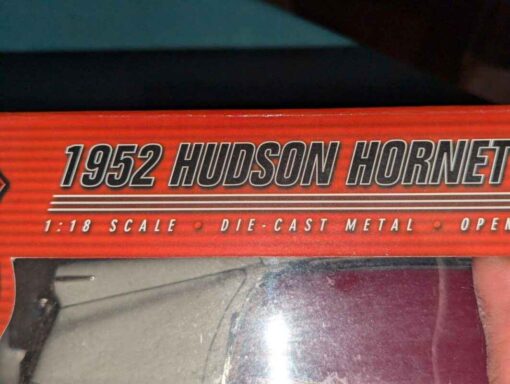 1952 HUDSON HORNET
1:18 SCALE • DIE-CAST METAL •